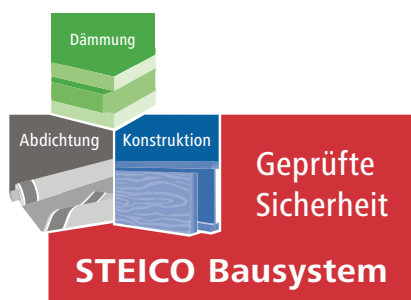 Dämmung
Abdichtung
Konstruktion
Geprüfte
Sicherheit
STEICO Bausystem